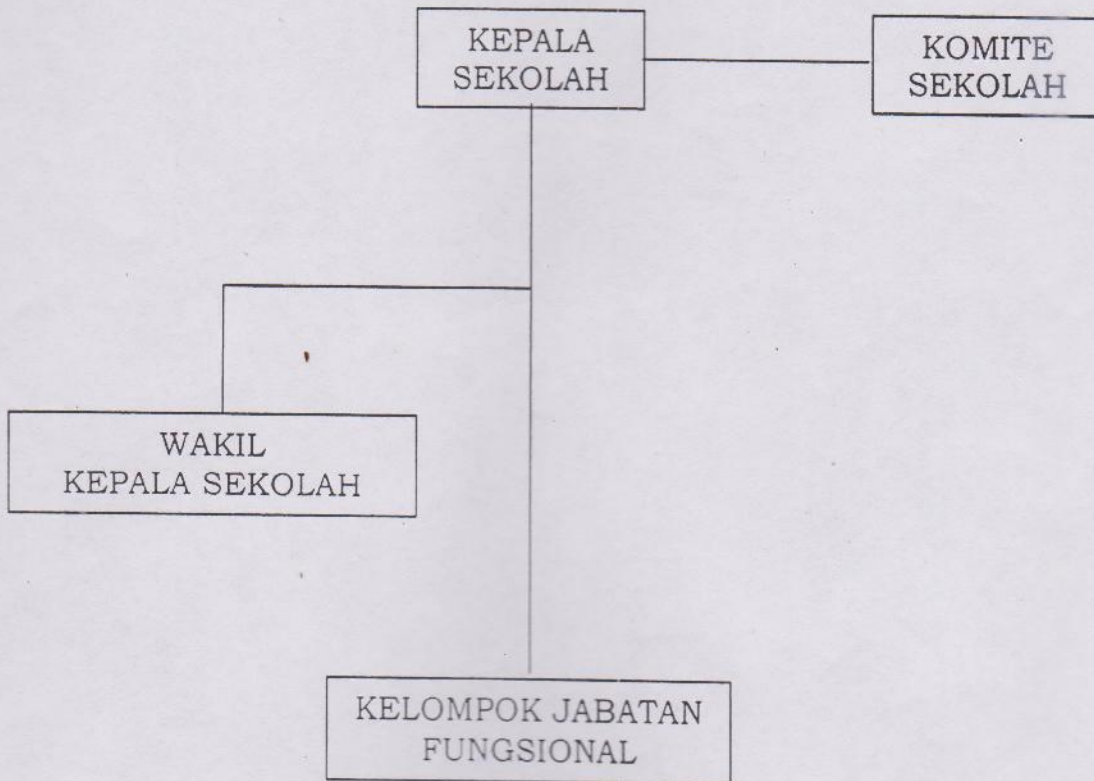 KEPALA
SEKOLAH
KOMITE
SEKOLAH
WAKIL
KEPALA SEKOLAH
KELOMPOK JABATAN
FUNGSIONAL